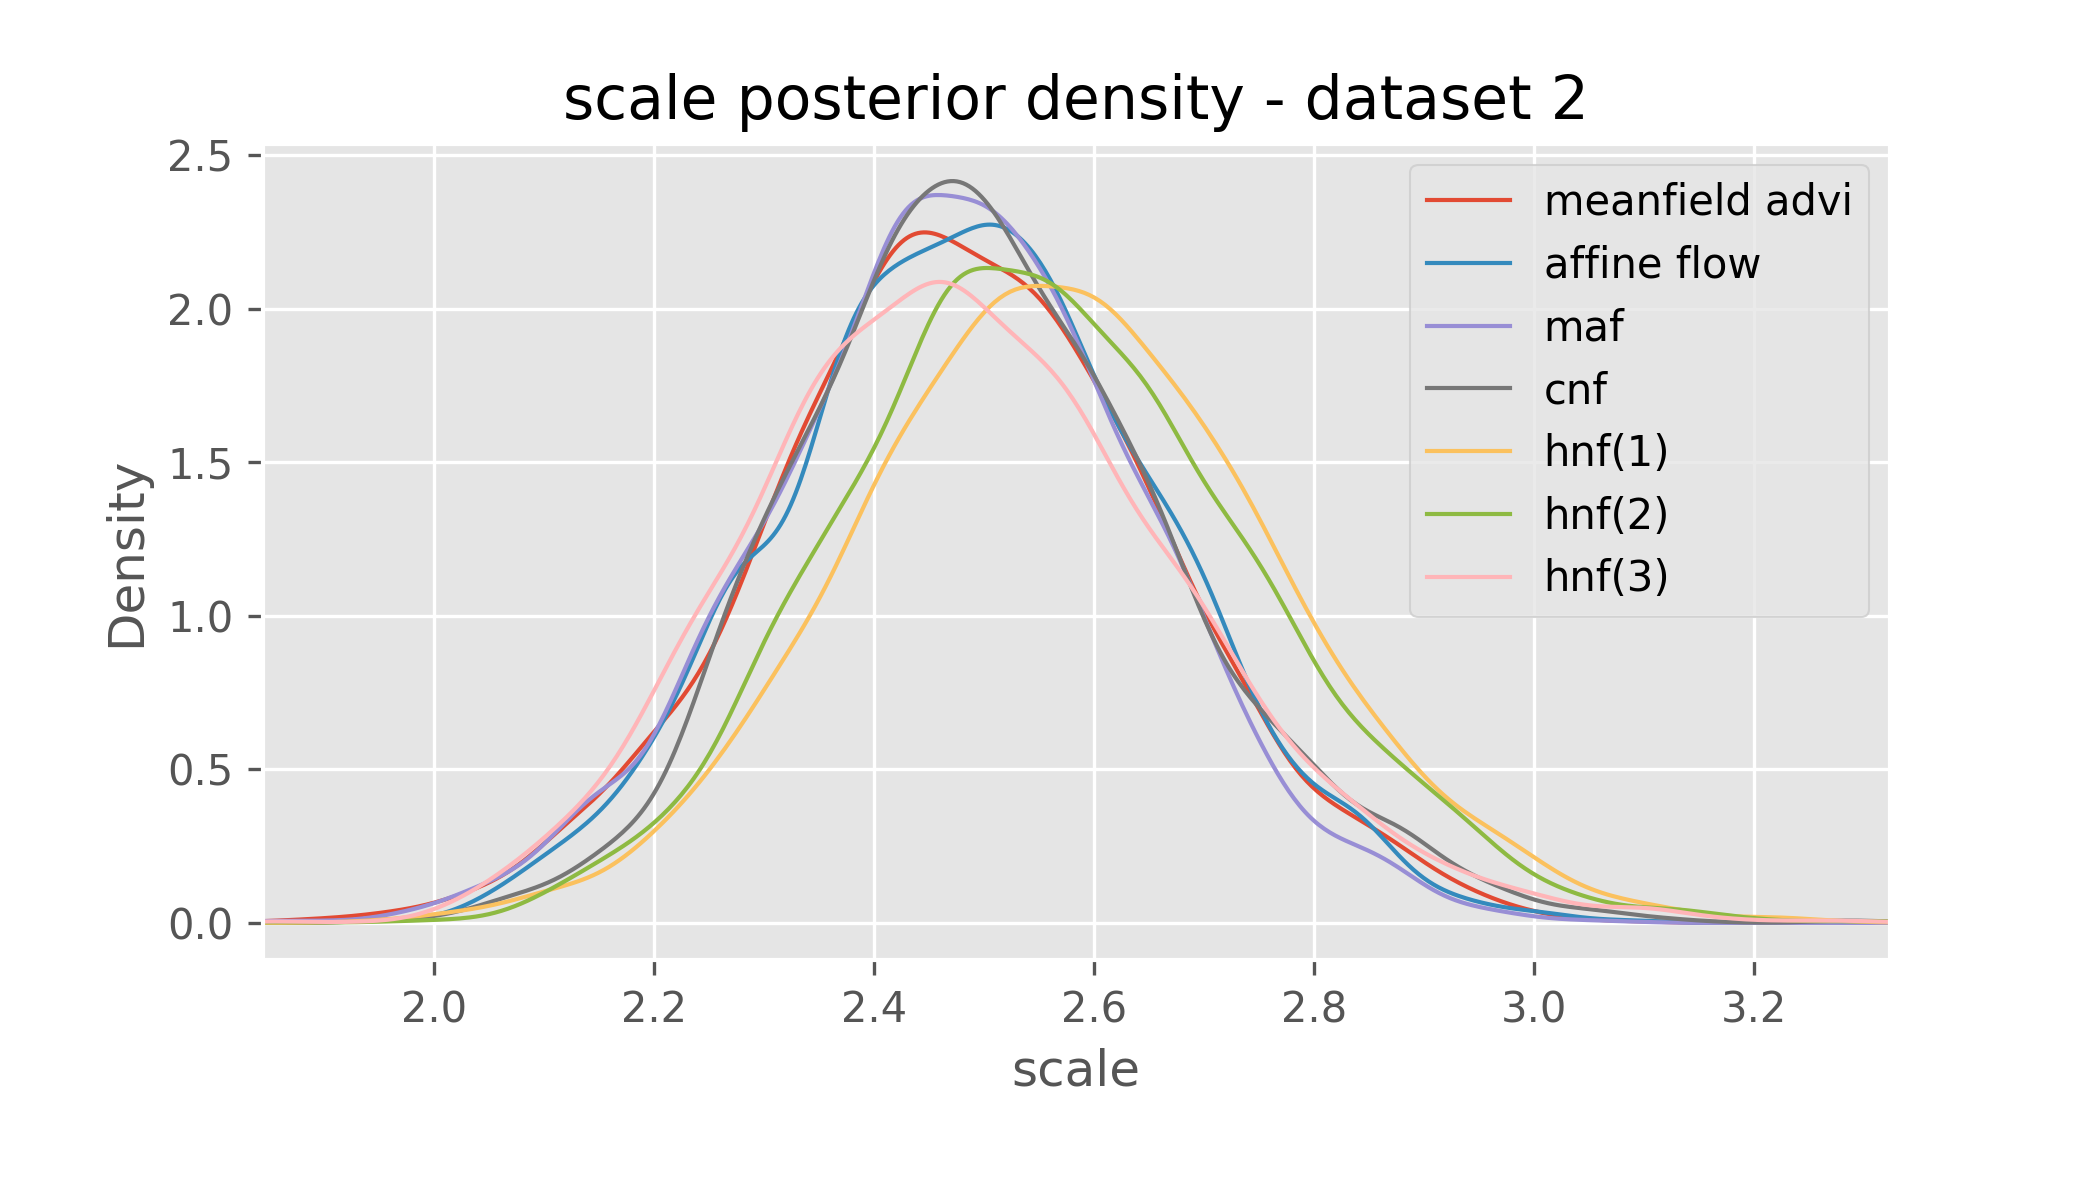 scale posterior density - dataset 2
2.5
2.0
1.5
1.0
0.5
0.0
Density
meanfield advi
affine flow
maf
cnf
hnf(1)
hnf(2)
hnf(3)
2.0 2.2 2.4 2.6 2.8 3.0 3.2
scale